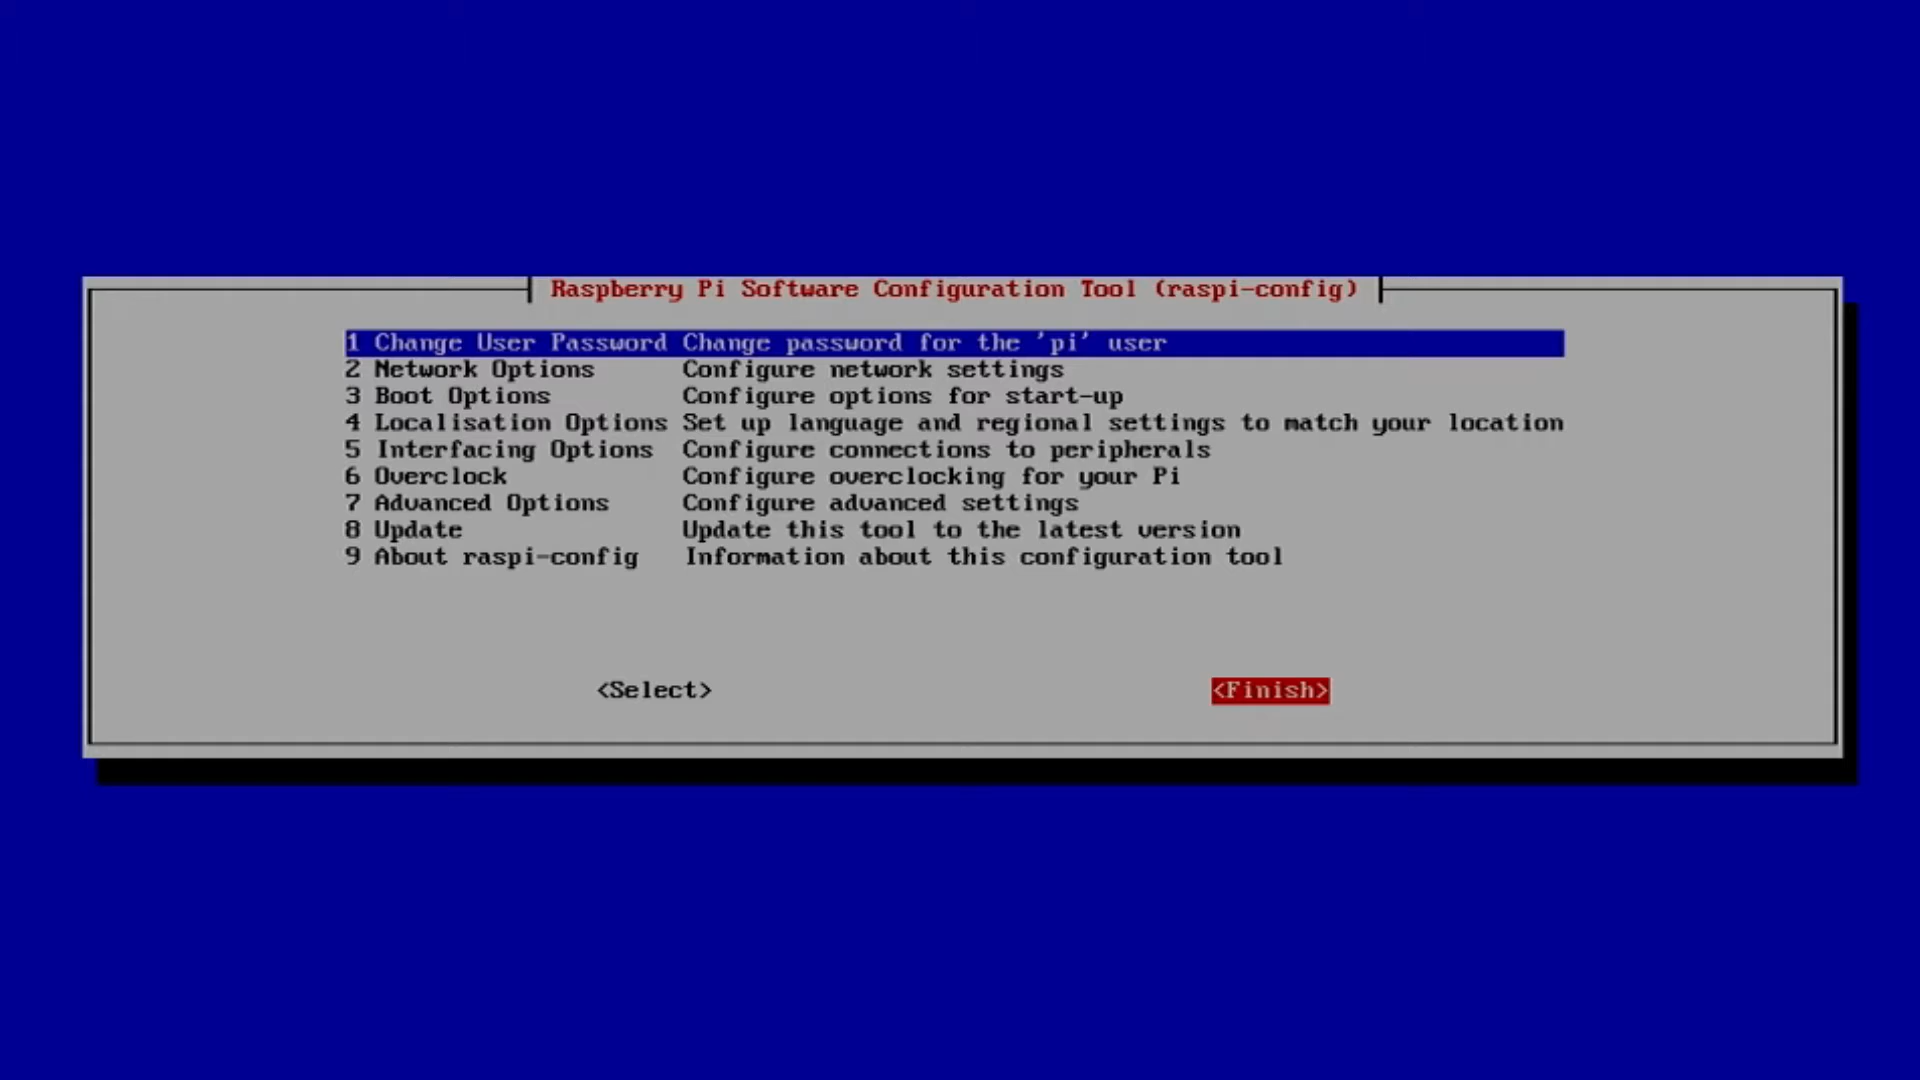 Raspberry Pi Software Configuration Tool (raspi-config)
1 Change User Password Change password for the 'pi' user
2 Network Options Configure network settings
3 Boot Options Configure options for start-up
4 Localisation Options Set up language and regional settings to match your location
5 Interfacing Options Configure connections to peripherals
6 Overclock Configure overclocking for your Pi
7 Advanced Options Configure advanced settings
8 Update Update this tool to the latest version
9 About raspi-config Information about this configuration tool
<Select> <Finish>